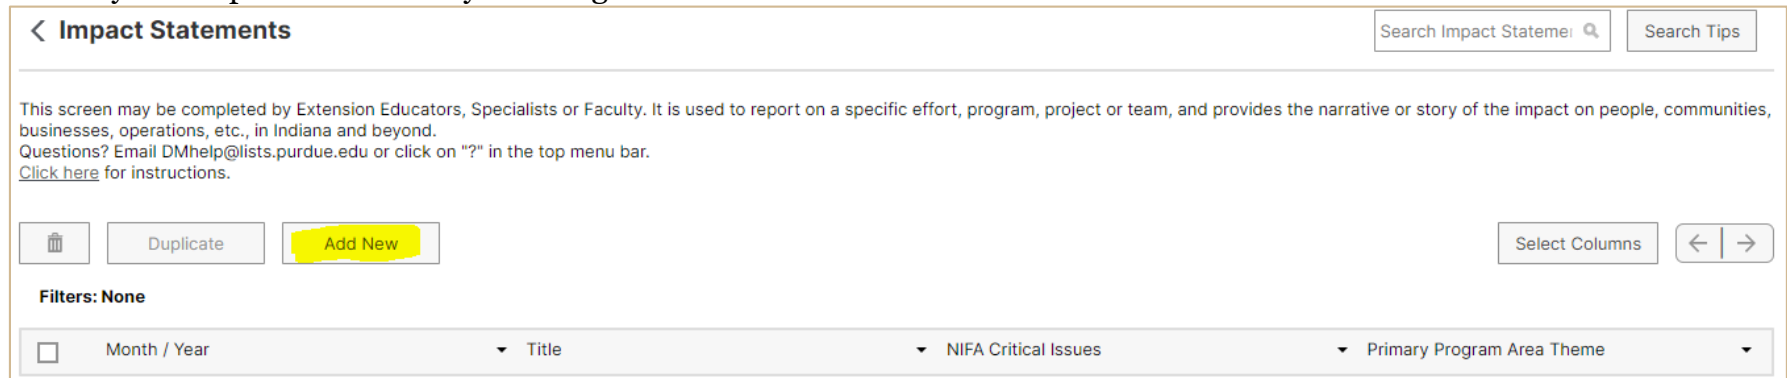 Impact Statements
Search Impact Statemen
Search Tips
This screen may be completed by Extension Educators, Specialists or Faculty. It is used to report on a specific effort, program, project or team, and provides the narrative or story of the impact on people, communities,
businesses, operations, etc., in Indiana and beyond.
Questions? Email DMhelp@lists.purdue.edu or click on "?" in the top menu bar.
Click here for instructions.
Duplicate
Add New
Select Columns
Filters: None
Month / Year
Title
NIFA Critical Issues
Primary Program Area Theme